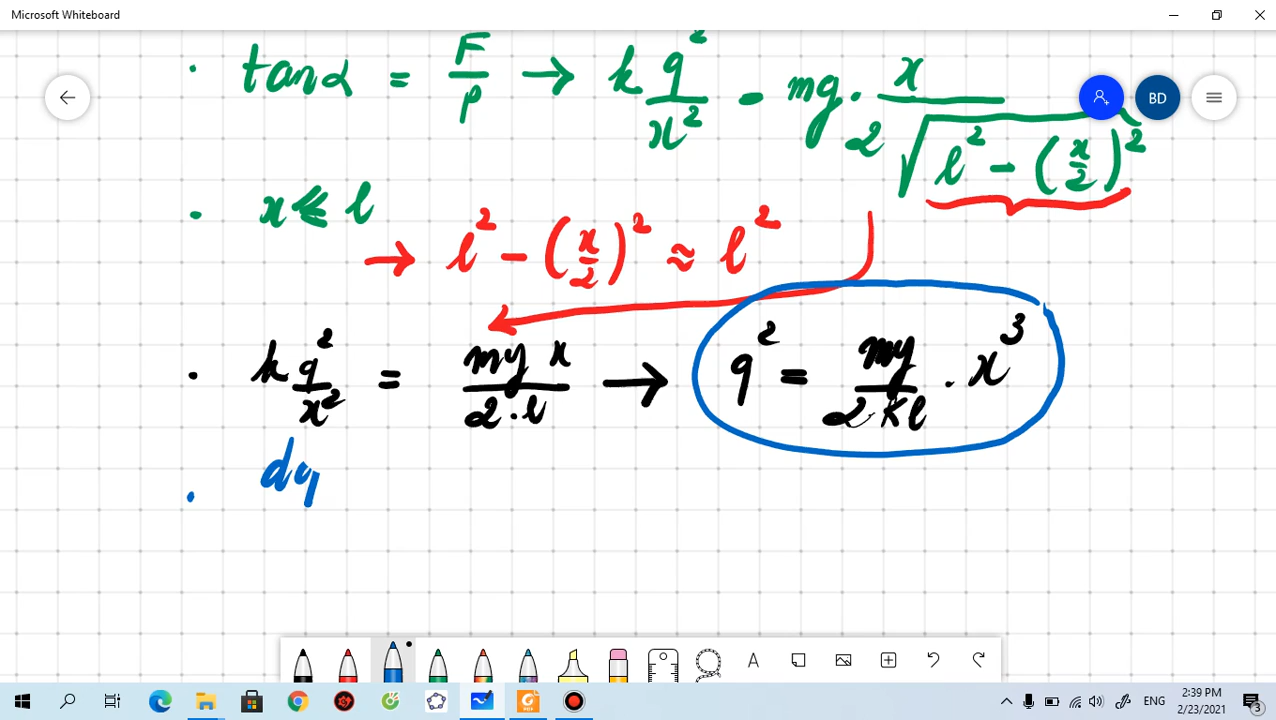 Microsoft Whiteboard
BD
· tanα = F/P → k q²/x² = mg · x/(2√(l² - (x/2)²))
· x ⩽ l
→ l² - (x/2)² ≈ l²
· k q²/x² = mg x/(2·l) → q² = mg/(2kl) · x³
· dq
A
2:39 PM
2/23/2021
3